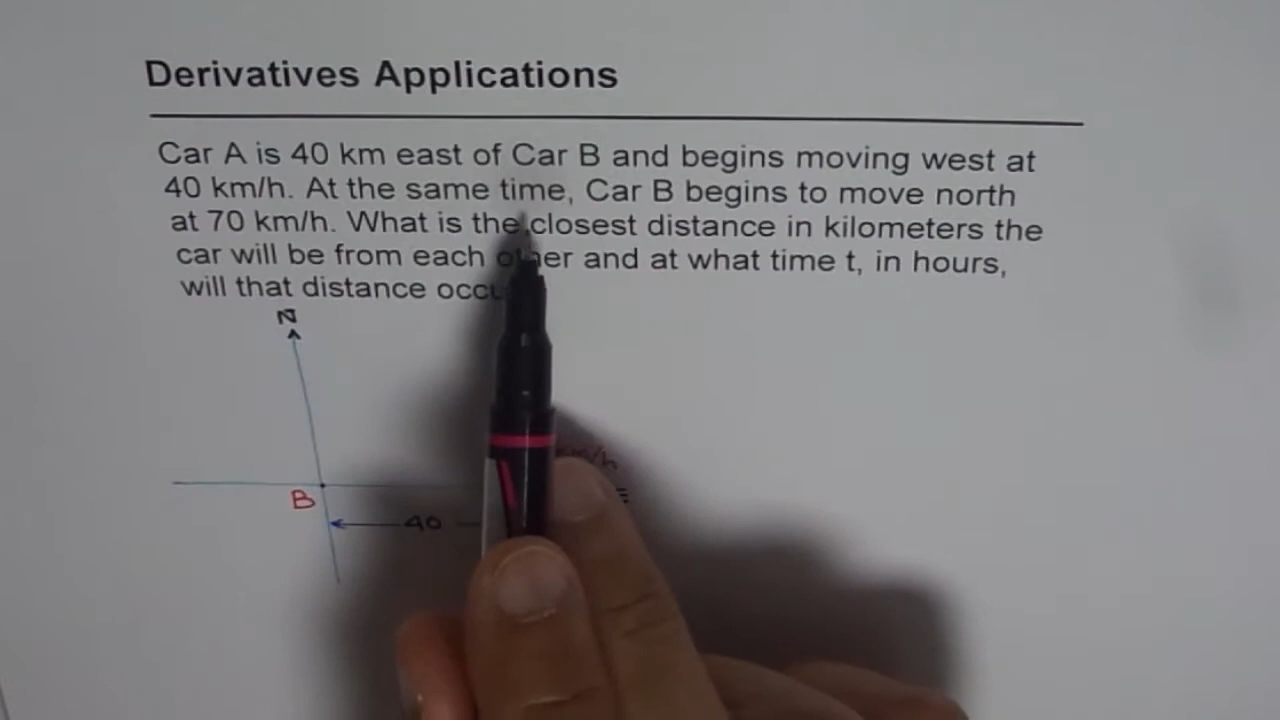 Derivatives Applications
Car A is 40 km east of Car B and begins moving west at
40 km/h. At the same time, Car B begins to move north
at 70 km/h. What is the closest distance in kilometers the
car will be from each other and at what time t, in hours,
will that distance
N
km/h
B
40